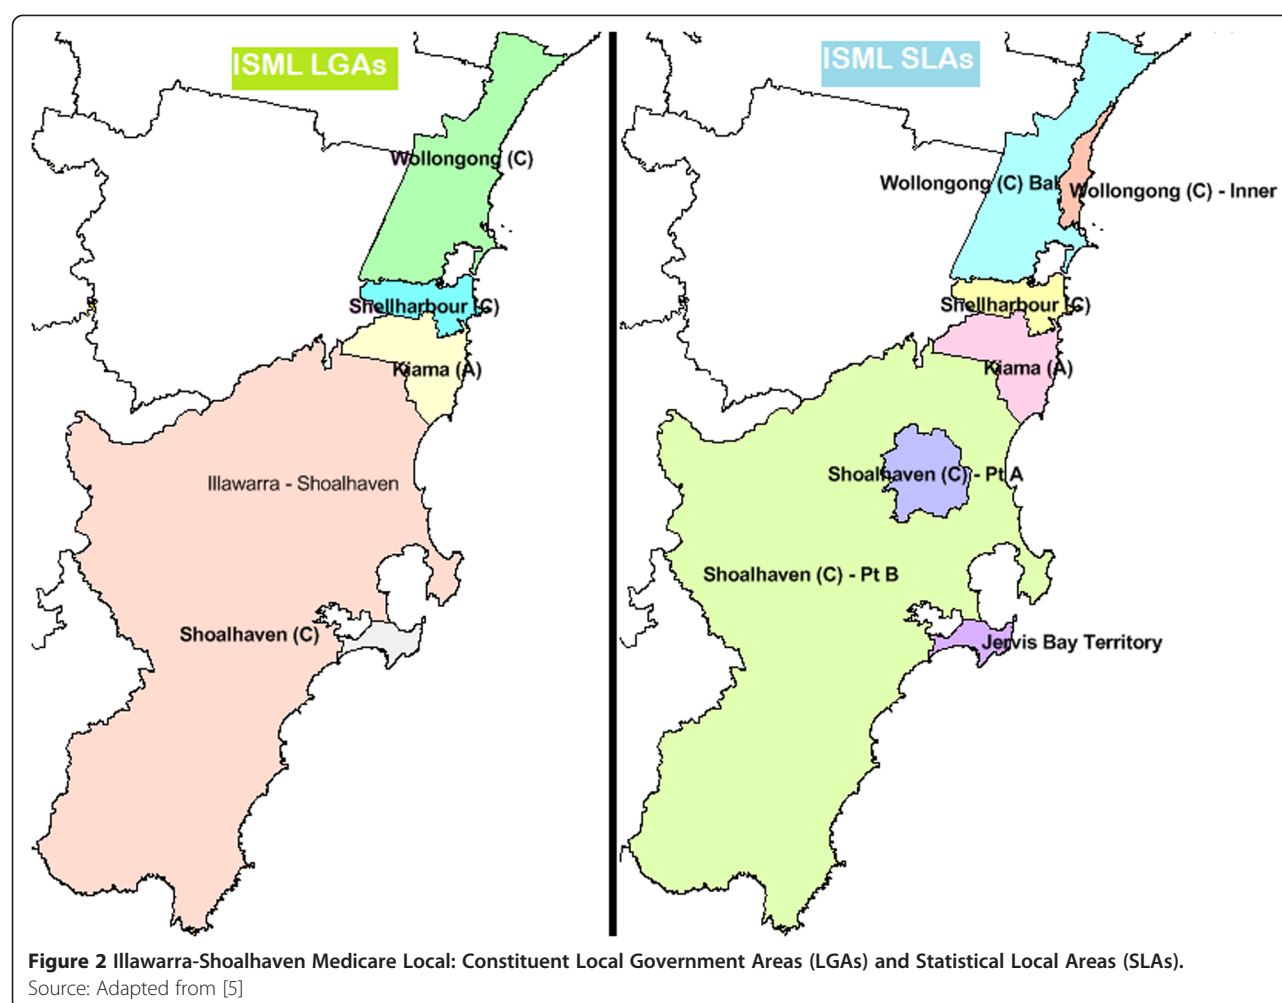 ISML LGAs
Wollongong (C)
Shellharbour (C)
Kiama (A)
Illawarra - Shoalhaven
Shoalhaven (C)
ISML SLAs
Wollongong (C) Bal
Wollongong (C) - Inner
Shellharbour (C)
Kiama (A)
Shoalhaven (C) - Pt A
Shoalhaven (C) - Pt B
Jervis Bay Territory
Figure 2 Illawarra-Shoalhaven Medicare Local: Constituent Local Government Areas (LGAs) and Statistical Local Areas (SLAs).
Source: Adapted from [5]